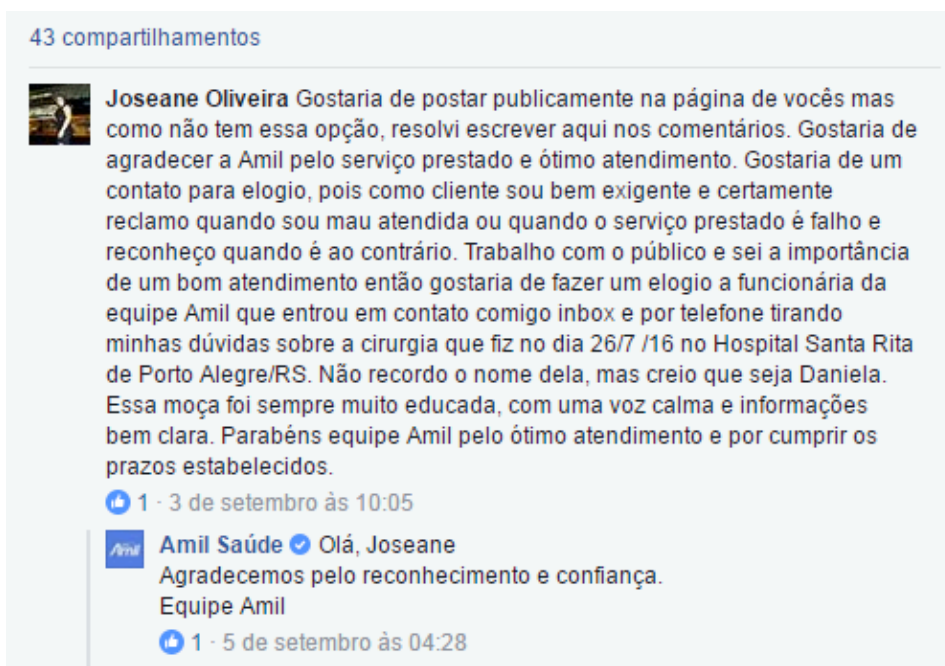 43 compartilhamentos
Joseane Oliveira Gostaria de postar publicamente na página de vocês mas
como não tem essa opção, resolvi escrever aqui nos comentários. Gostaria de
agradecer a Amil pelo serviço prestado e ótimo atendimento. Gostaria de um
contato para elogio, pois como cliente sou bem exigente e certamente
reclamo quando sou mau atendida ou quando o serviço prestado é falho e
reconheço quando é ao contrário. Trabalho com o público e sei a importância
de um bom atendimento então gostaria de fazer um elogio a funcionária da
equipe Amil que entrou em contato comigo inbox e por telefone tirando
minhas dúvidas sobre a cirurgia que fiz no dia 26/7 /16 no Hospital Santa Rita
de Porto Alegre/RS. Não recordo o nome dela, mas creio que seja Daniela.
Essa moça foi sempre muito educada, com uma voz calma e informações
bem clara. Parabéns equipe Amil pelo ótimo atendimento e por cumprir os
prazos estabelecidos.
1 · 3 de setembro às 10:05
Amil
Amil Saúde Olá, Joseane
Agradecemos pelo reconhecimento e confiança.
Equipe Amil
1 · 5 de setembro às 04:28